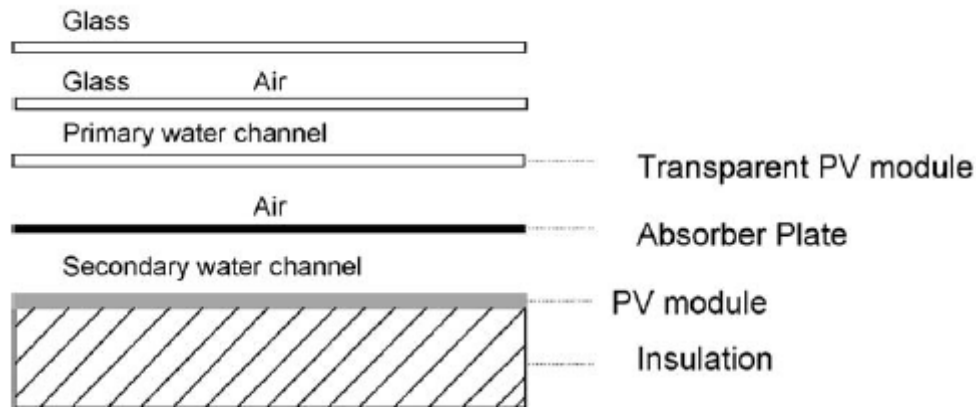 Glass
Glass Air
Primary water channel
Transparent PV module
Air
Absorber Plate
Secondary water channel
PV module
Insulation